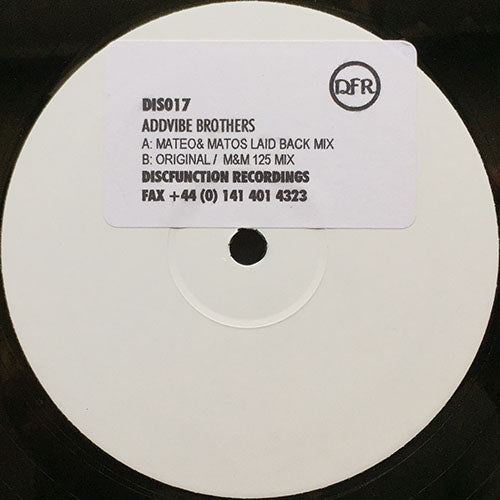 DFR
DIS017
ADDVIBE BROTHERS
A: MATEO& MATOS LAID BACK MIX
B: ORIGINAL / M&M 125 MIX
DISCFUNCTION RECORDINGS
FAX +44 (0) 141 401 4323